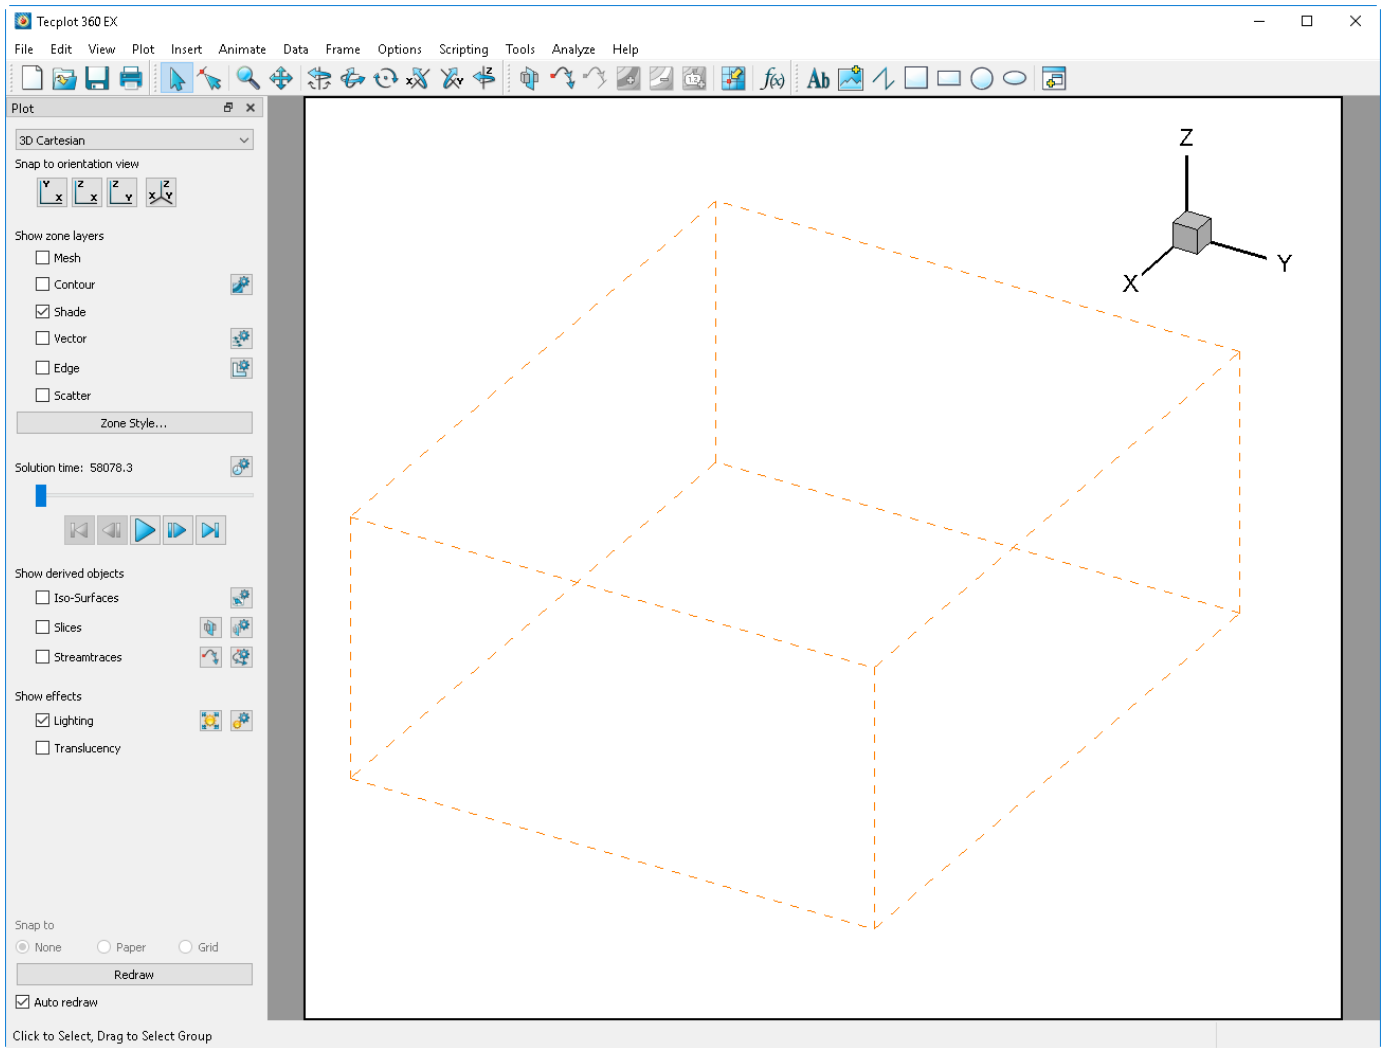 Tecplot 360 EX
File Edit View Plot Insert Animate Data Frame Options Scripting Tools Analyze Help
Plot
3D Cartesian
Snap to orientation view
Y X Z X Z Y Z X Y
Show zone layers
Mesh
Contour
Shade
Vector
Edge
Scatter
Zone Style...
Solution time: 58078.3
Show derived objects
Iso-Surfaces
Slices
Streamtraces
Show effects
Lighting
Translucency
Snap to
None Paper Grid
Redraw
Auto redraw
Click to Select, Drag to Select Group
Z
X
Y
f(x)
Ab